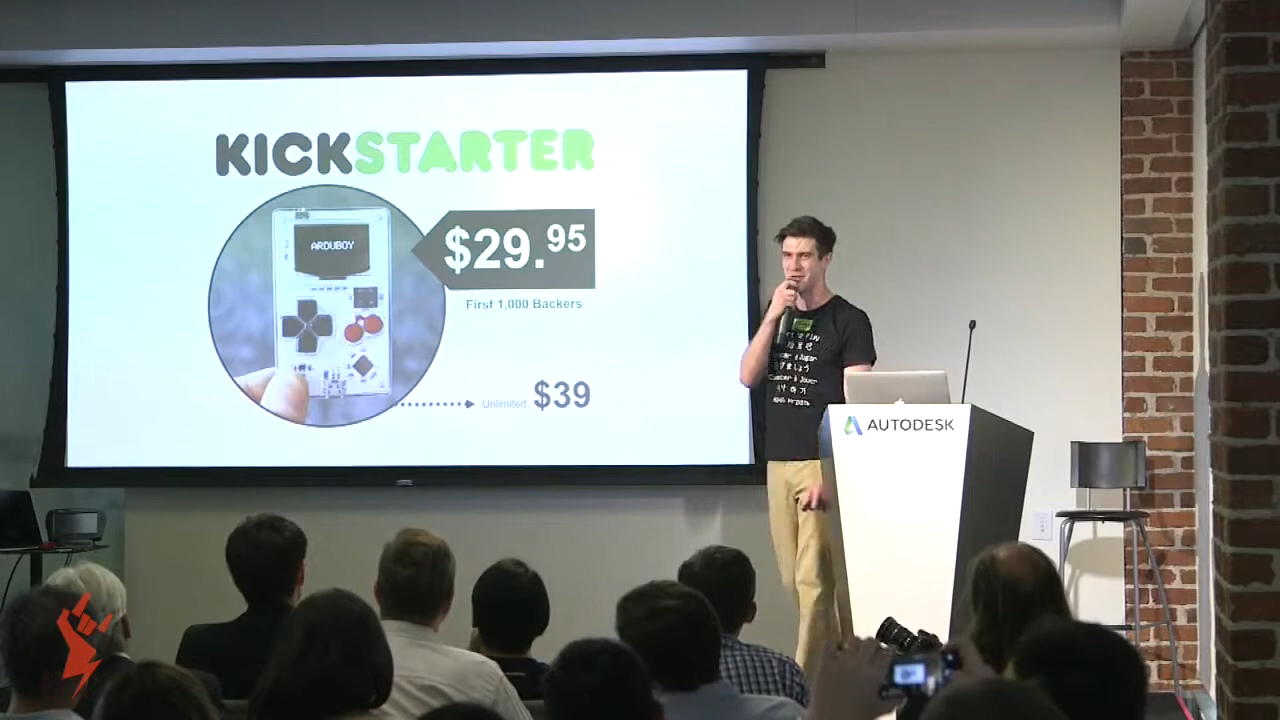 KICKSTARTER
ARDUBOY
$29.95
First 1,000 Backers
Unlimited: $39
AUTODESK